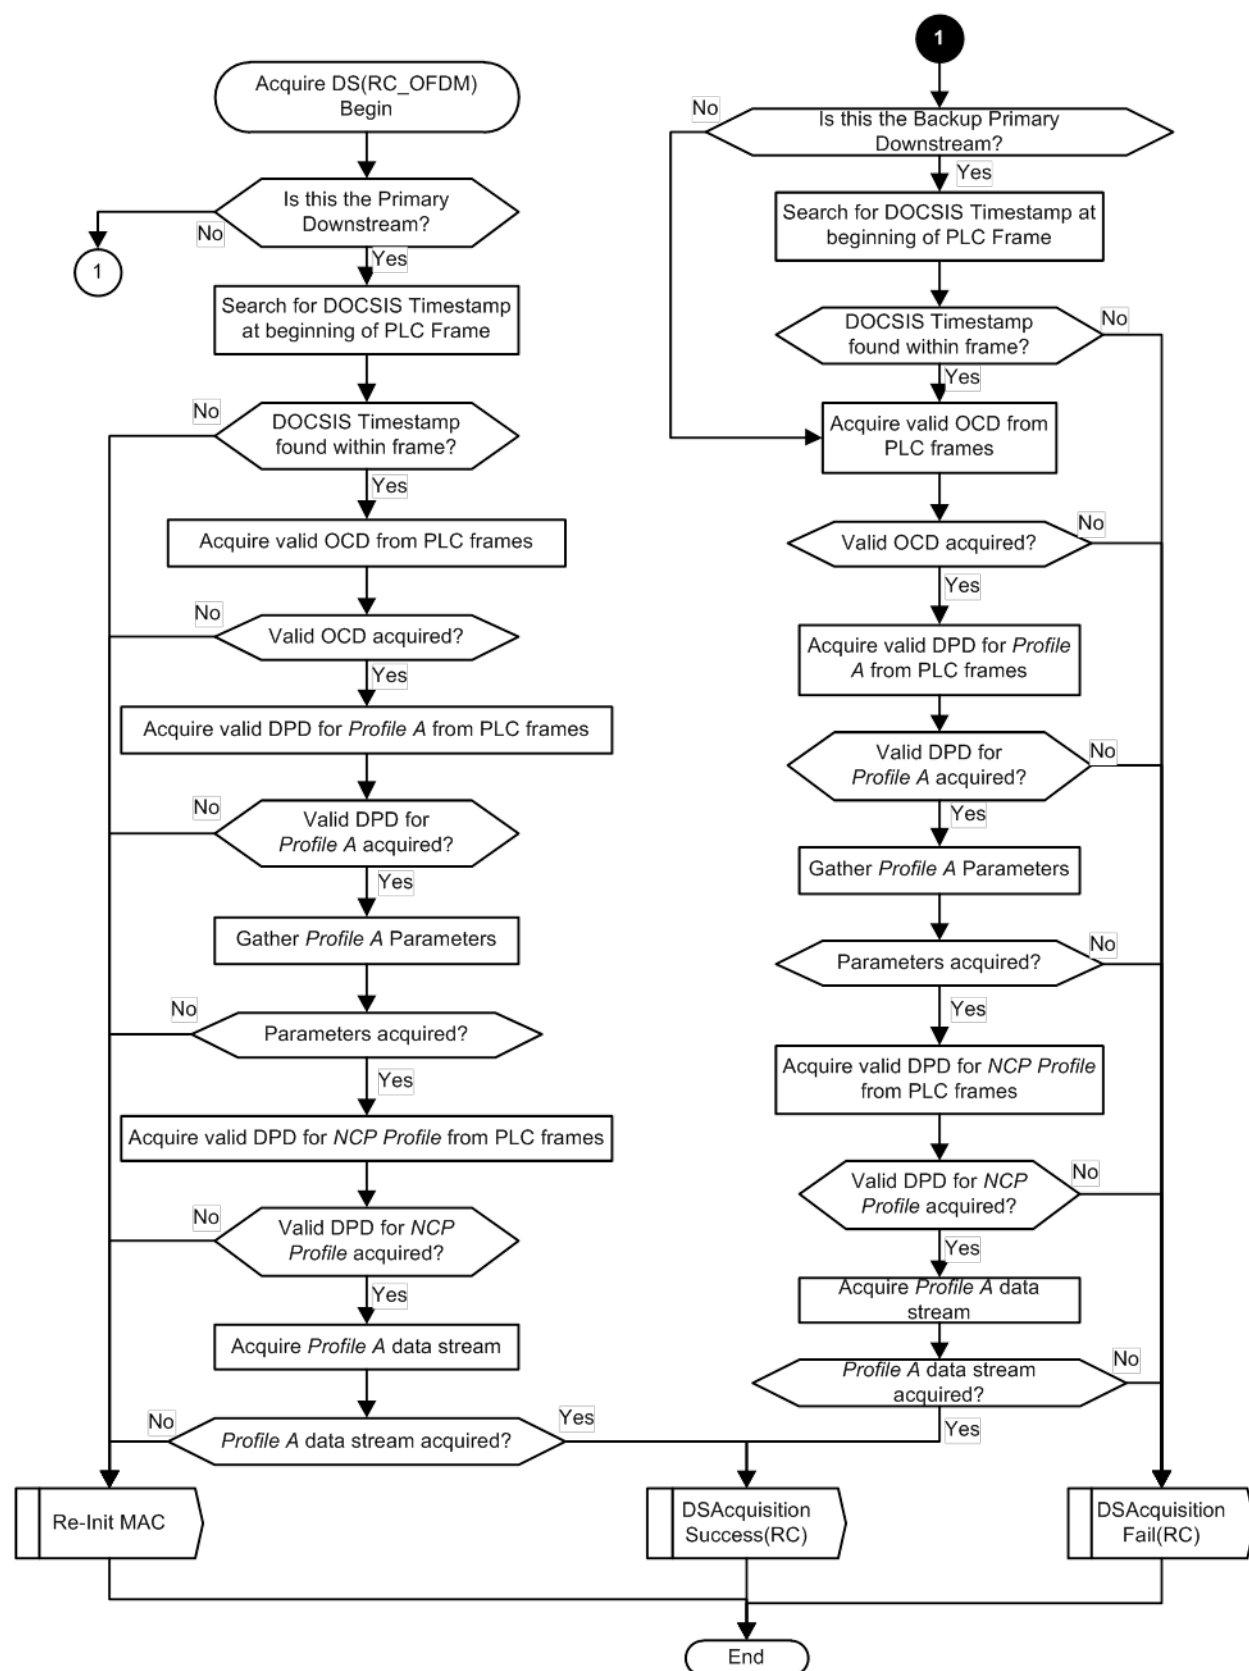 Acquire DS(RC_OFDM)
Begin
Is this the Primary
Downstream?
No
1
Yes
Search for DOCSIS Timestamp
at beginning of PLC Frame
No
DOCSIS Timestamp
found within frame?
Yes
Acquire valid OCD from PLC frames
No
Valid OCD acquired?
Yes
Acquire valid DPD for Profile A from PLC frames
No
Valid DPD for
Profile A acquired?
Yes
Gather Profile A Parameters
No
Parameters acquired?
Yes
Acquire valid DPD for NCP Profile from PLC frames
No
Valid DPD for NCP
Profile acquired?
Yes
Acquire Profile A data stream
No
Profile A data stream acquired?
Yes
Re-Init MAC
1
No
Is this the Backup Primary
Downstream?
Yes
Search for DOCSIS Timestamp at
beginning of PLC Frame
DOCSIS Timestamp
found within frame?
No
Yes
Acquire valid OCD from
PLC frames
Valid OCD acquired?
No
Yes
Acquire valid DPD for Profile
A from PLC frames
Valid DPD for
Profile A acquired?
No
Yes
Gather Profile A Parameters
Parameters acquired?
No
Yes
Acquire valid DPD for NCP Profile
from PLC frames
Valid DPD for NCP
Profile acquired?
No
Yes
Acquire Profile A data
stream
Profile A data stream
acquired?
No
Yes
DSAcquisition
Success(RC)
DSAcquisition
Fail(RC)
End